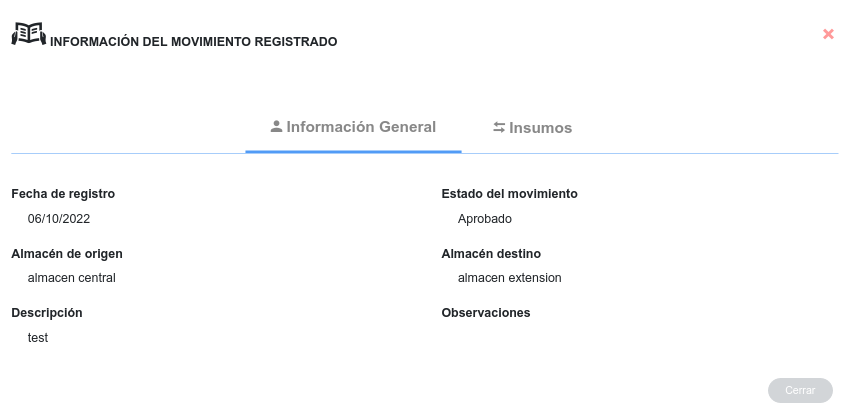 INFORMACIÓN DEL MOVIMIENTO REGISTRADO
Información General
Insumos
Fecha de registro
06/10/2022
Estado del movimiento
Aprobado
Almacén de origen
almacen central
Almacén destino
almacen extension
Descripción
test
Observaciones
Cerrar